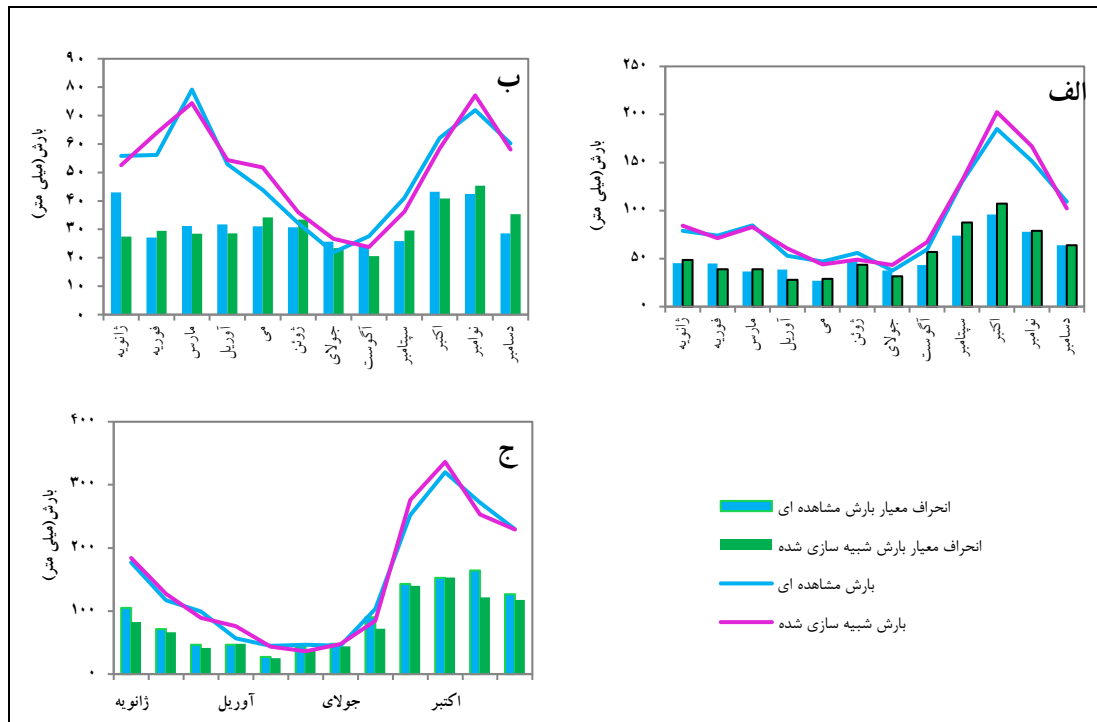 الف
بارش(میلی متر)
۲۵۰
۲۰۰
۱۵۰
۱۰۰
۵۰
۰
ژانویه
فوریه
مارس
آوریل
می
ژوئن
جولای
آگوست
سپتامبر
اکتبر
نوامبر
دسامبر
ب
بارش(میلی متر)
۹۰
۸۰
۷۰
۶۰
۵۰
۴۰
۳۰
۲۰
۱۰
۰
ژانویه
فوریه
مارس
آوریل
می
ژوئن
جولای
آگوست
سپتامبر
اکتبر
نوامبر
دسامبر
ج
بارش(میلی متر)
۴۰۰
۳۰۰
۲۰۰
۱۰۰
۰
ژانویه
آوریل
جولای
اکتبر
انحراف معیار بارش مشاهده ای
انحراف معیار بارش شبیه سازی شده
بارش مشاهده ای
بارش شبیه سازی شده